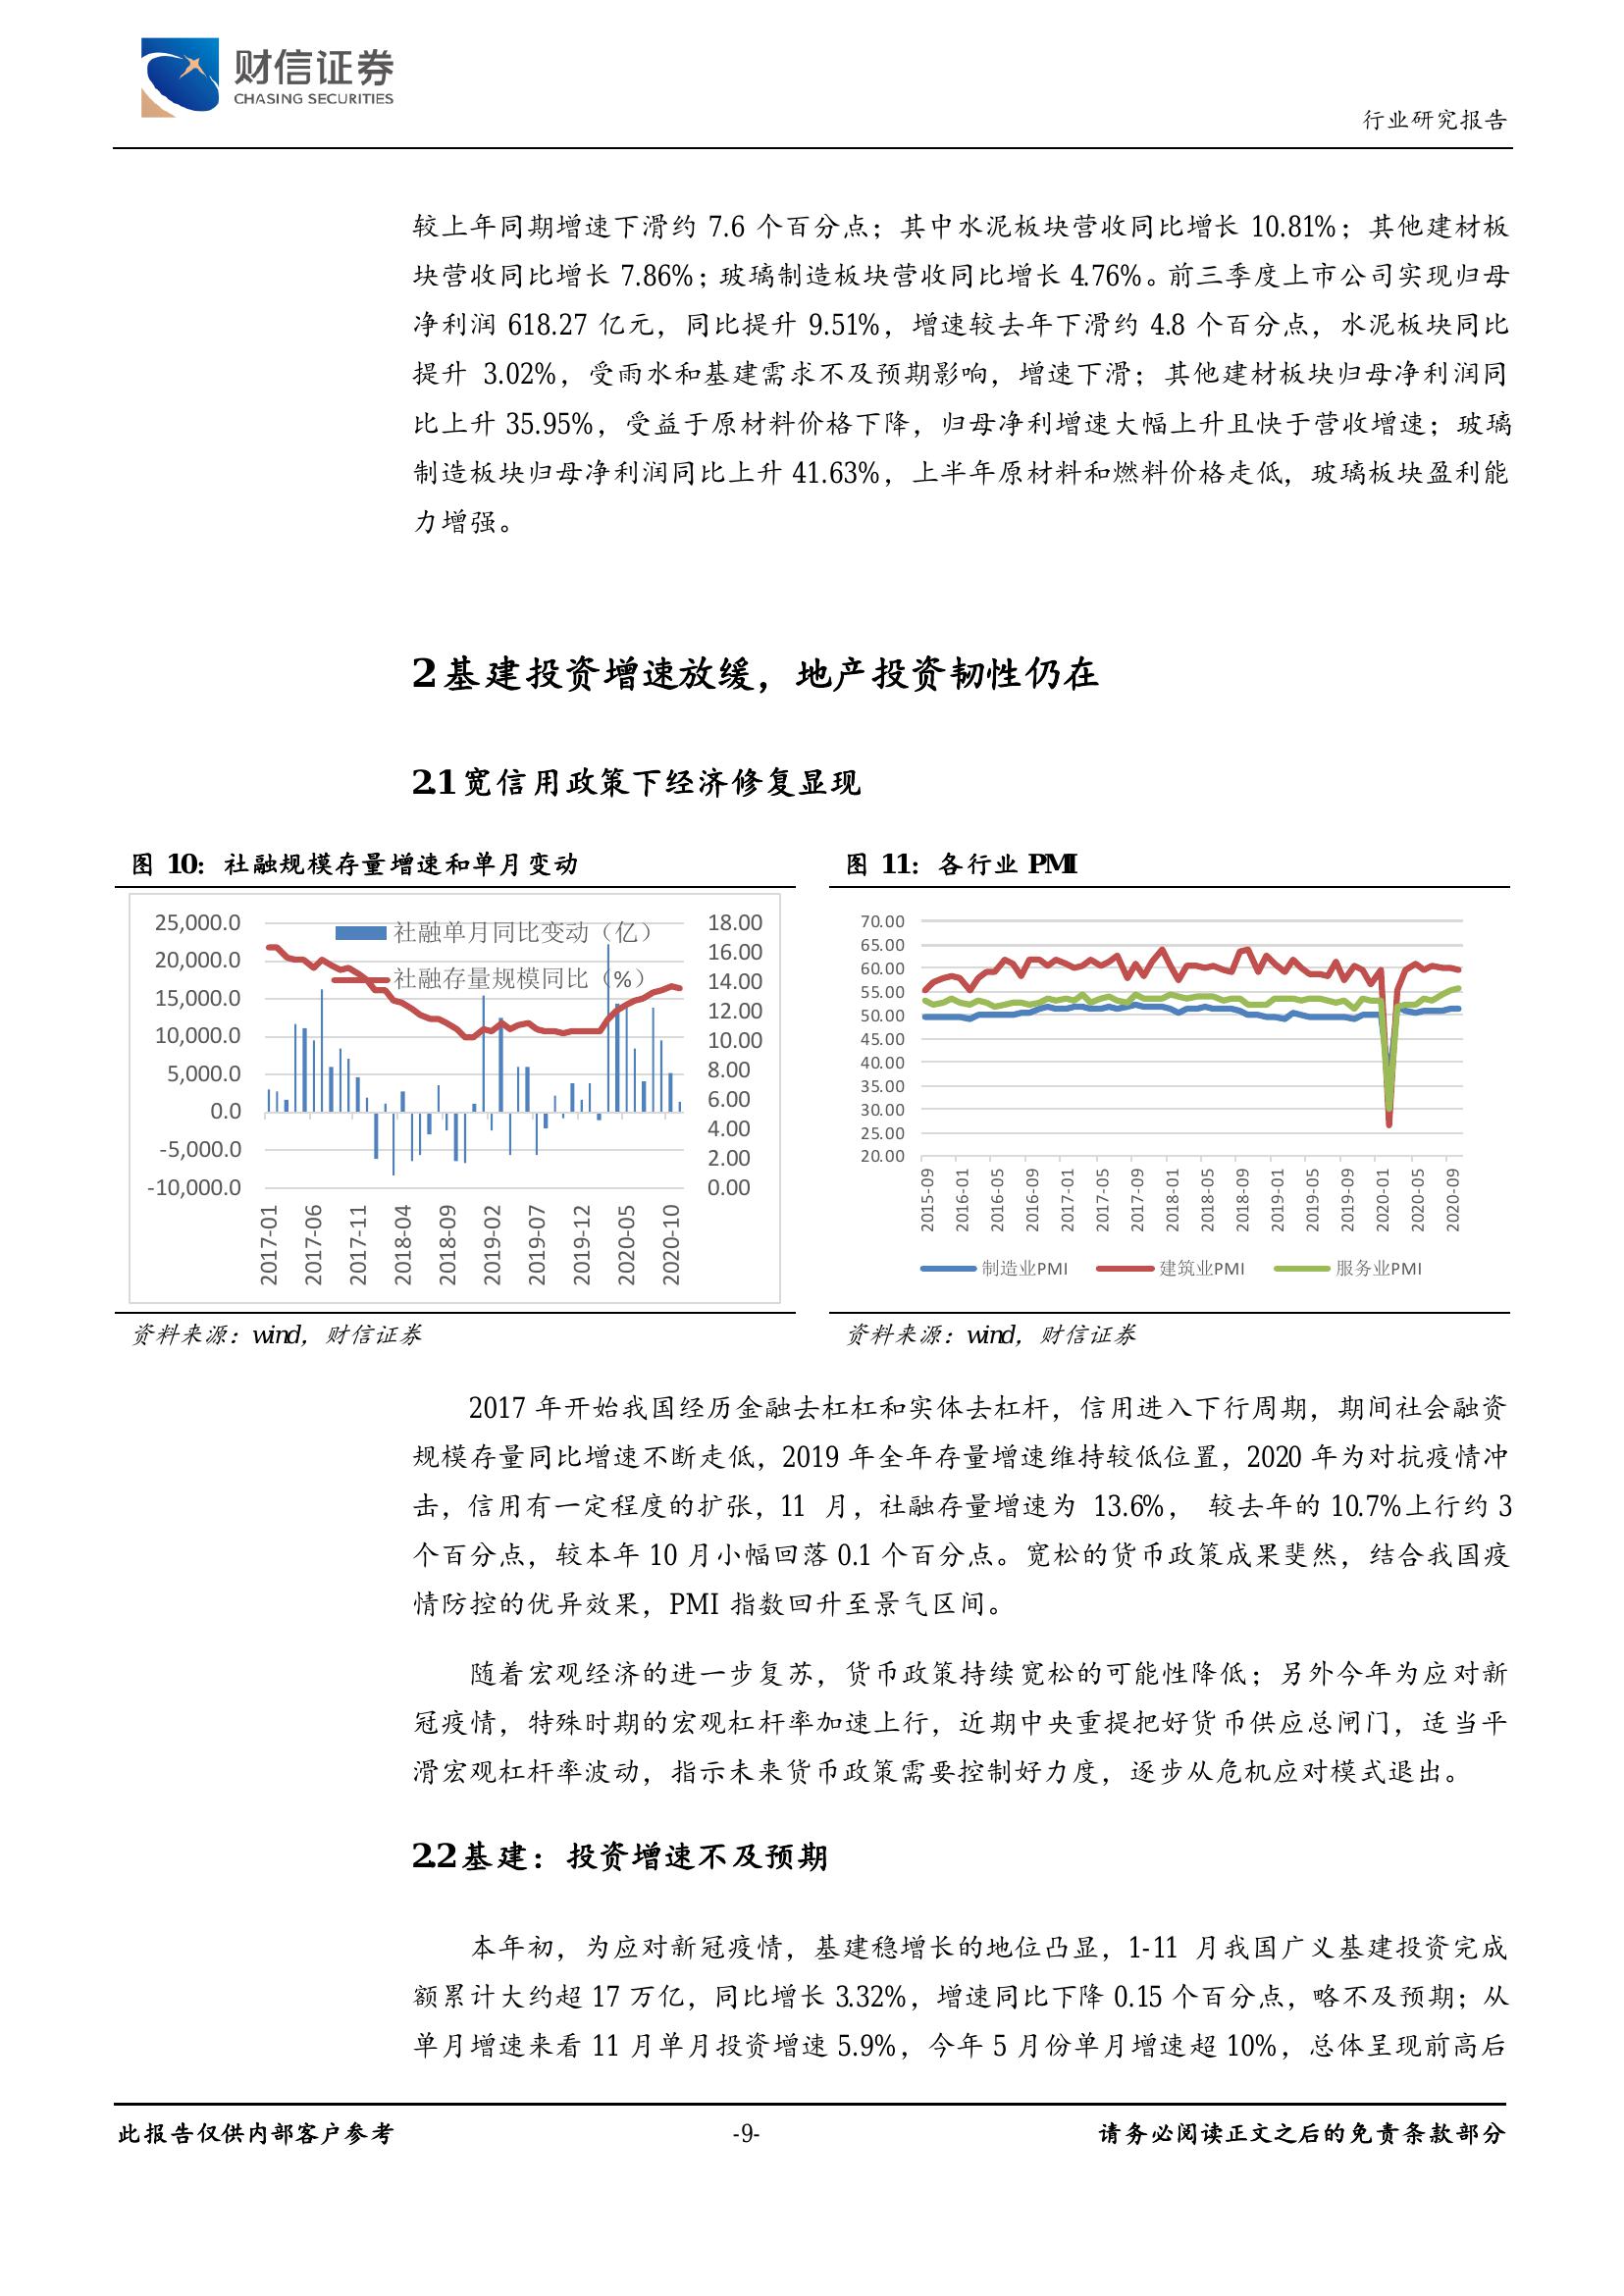 财信证券
CHASING SECURITIES
行业研究报告
较上年同期增速下滑约 7.6 个百分点；其中水泥板块营收同比增长 10.81%；其他建材板
块营收同比增长 7.86%；玻璃制造板块营收同比增长 4.76%。前三季度上市公司实现归母
净利润 618.27 亿元，同比提升 9.51%，增速较去年下滑约 4.8 个百分点，水泥板块同比
提升 3.02%，受雨水和基建需求不及预期影响，增速下滑；其他建材板块归母净利润同
比上升 35.95%，受益于原材料价格下降，归母净利增速大幅上升且快于营收增速；玻璃
制造板块归母净利润同比上升 41.63%，上半年原材料和燃料价格走低，玻璃板块盈利能
力增强。
2 基建投资增速放缓，地产投资韧性仍在
2.1 宽信用政策下经济修复显现
图 10：社融规模存量增速和单月变动
25,000.0
20,000.0
15,000.0
10,000.0
5,000.0
0.0
-5,000.0
-10,000.0
社融单月同比变动（亿）
社融存量规模同比（%）
18.00
16.00
14.00
12.00
10.00
8.00
6.00
4.00
2.00
0.00
2017-01
2017-06
2017-11
2018-04
2018-09
2019-02
2019-07
2019-12
2020-05
2020-10
资料来源：wind，财信证券
图 11：各行业 PMI
70.00
65.00
60.00
55.00
50.00
45.00
40.00
35.00
30.00
25.00
20.00
2015-09
2016-01
2016-05
2016-09
2017-01
2017-05
2017-09
2018-01
2018-05
2018-09
2019-01
2019-05
2019-09
2020-01
2020-05
2020-09
制造业PMI 建筑业PMI 服务业PMI
资料来源：wind，财信证券
2017 年开始我国经历金融去杠杠和实体去杠杆，信用进入下行周期，期间社会融资
规模存量同比增速不断走低，2019 年全年存量增速维持较低位置，2020 年为对抗疫情冲
击，信用有一定程度的扩张，11 月，社融存量增速为 13.6%， 较去年的 10.7%上行约 3
个百分点，较本年 10 月小幅回落 0.1 个百分点。宽松的货币政策成果斐然，结合我国疫
情防控的优异效果，PMI 指数回升至景气区间。
随着宏观经济的进一步复苏，货币政策持续宽松的可能性降低；另外今年为应对新
冠疫情，特殊时期的宏观杠杆率加速上行，近期中央重提把好货币供应总闸门，适当平
滑宏观杠杆率波动，指示未来货币政策需要控制好力度，逐步从危机应对模式退出。
2.2 基建：投资增速不及预期
本年初，为应对新冠疫情，基建稳增长的地位凸显，1-11 月我国广义基建投资完成
额累计大约超 17 万亿，同比增长 3.32%，增速同比下降 0.15 个百分点，略不及预期；从
单月增速来看 11 月单月投资增速 5.9%，今年 5 月份单月增速超 10%，总体呈现前高后
此报告仅供内部客户参考
-9-
请务必阅读正文之后的免责条款部分